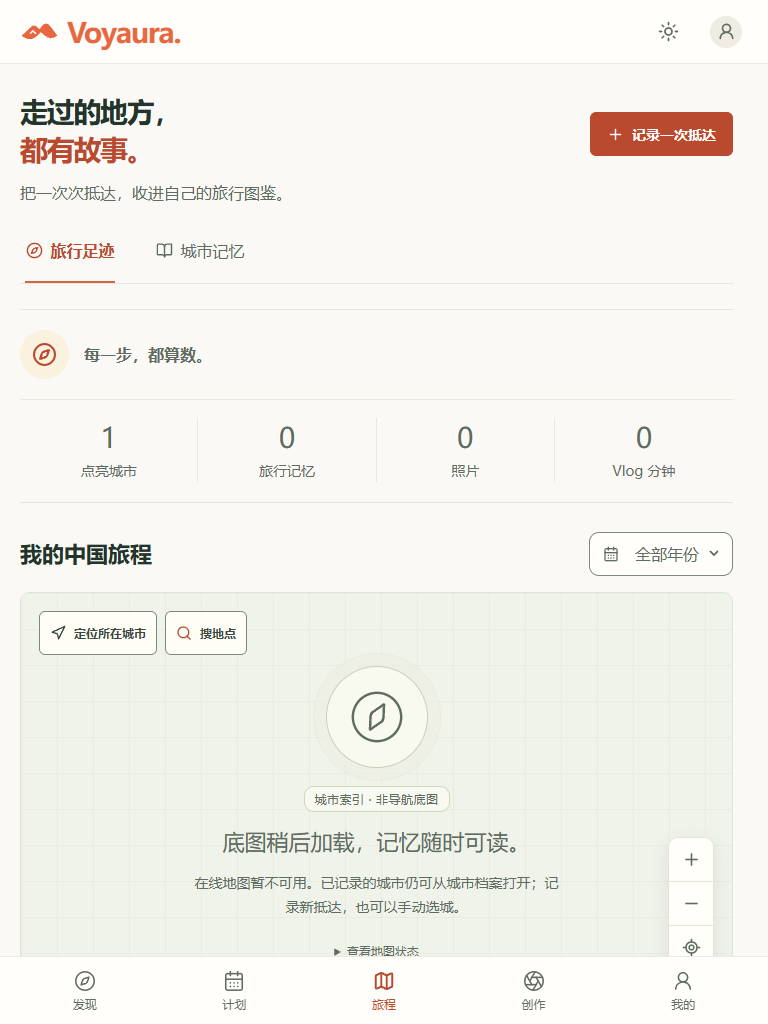 Voyaura.
走过的地方，
都有故事。
记录一次抵达
把一次次抵达，收进自己的旅行图鉴。
旅行足迹
城市记忆
每一步，都算数。
1
0
0
0
点亮城市
旅行记忆
照片
Vlog 分钟
我的中国旅程
全部年份
定位所在城市
搜地点
城市索引 · 非导航底图
底图稍后加载，记忆随时可读。
在线地图暂不可用。已记录的城市仍可从城市档案打开；记
录新抵达，也可以手动选城。
查看地图状态
发现
计划
旅程
创作
我的